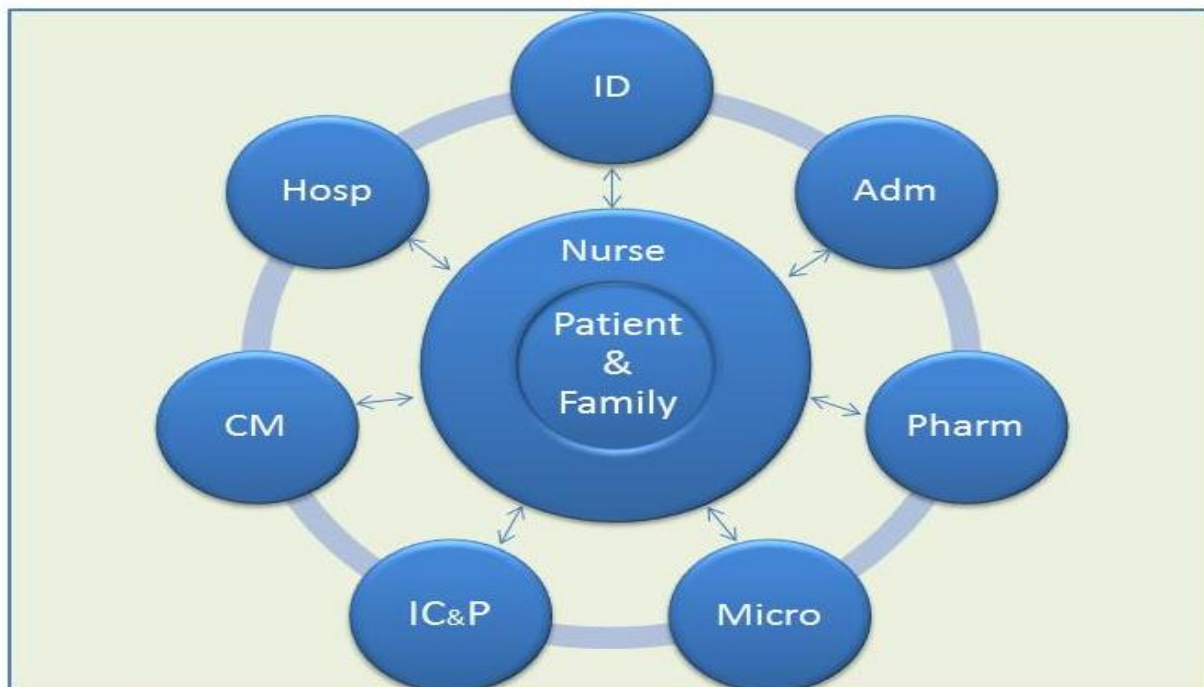 ID
Hosp
Adm
Nurse
Patient
&
Family
CM
Pharm
IC&P
Micro